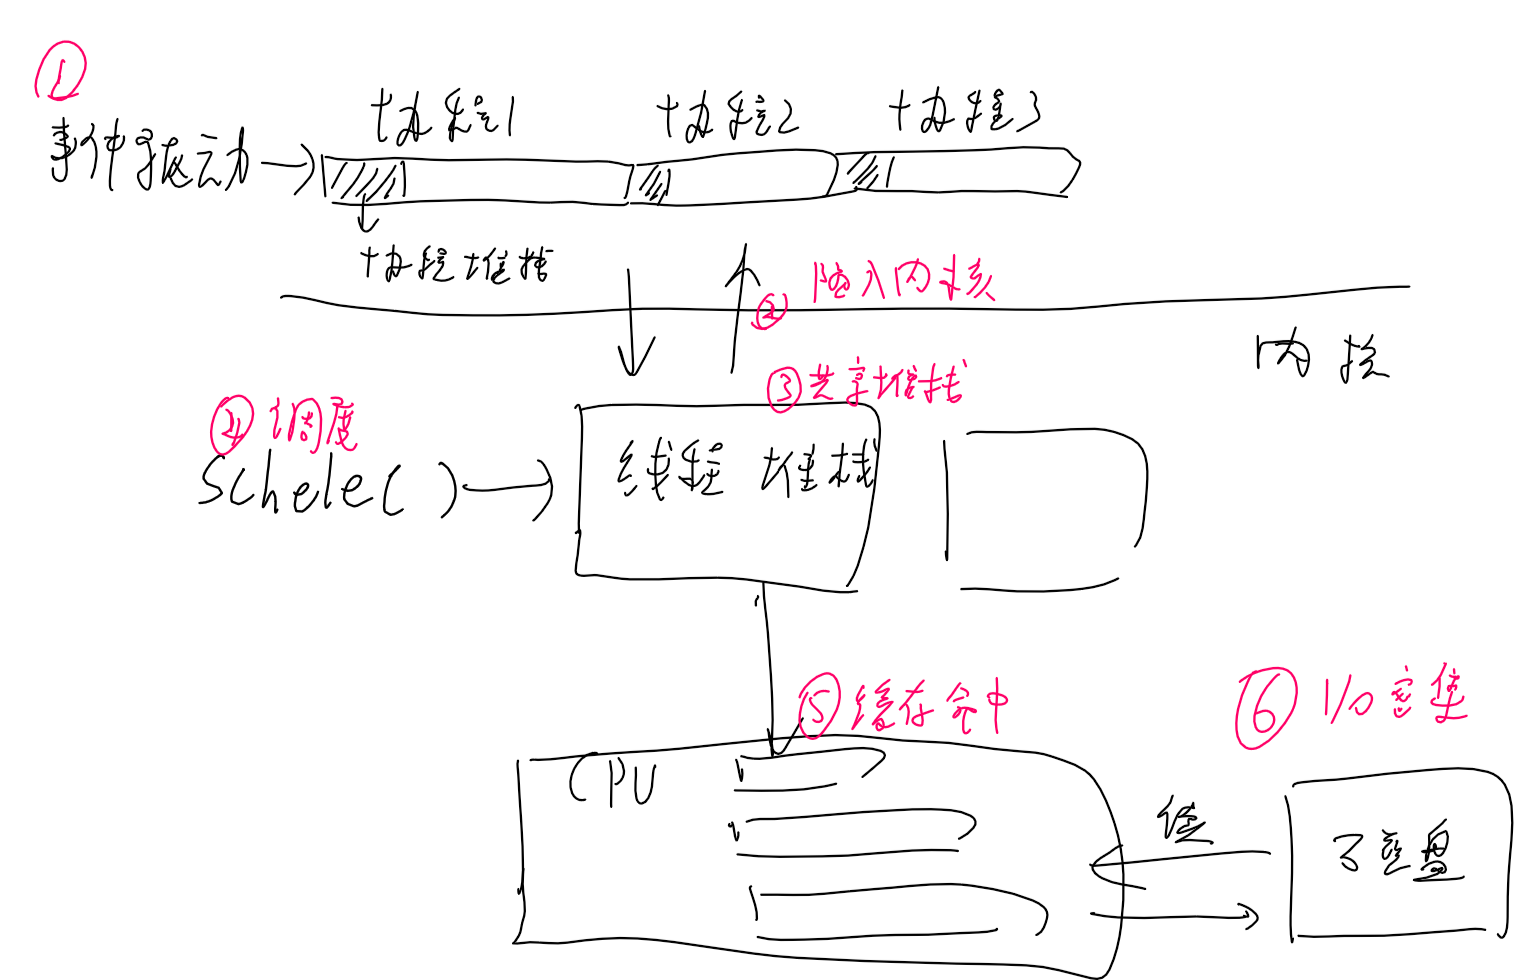 ①
协程1 协程2 协程3
事件驱动
协程堆栈
② 陷入内核
内核
③ 共享堆栈
④ 调度
线程堆栈
Schele()
⑤ 缓存命中
⑥ I/O密集
CPU
值
磁盘